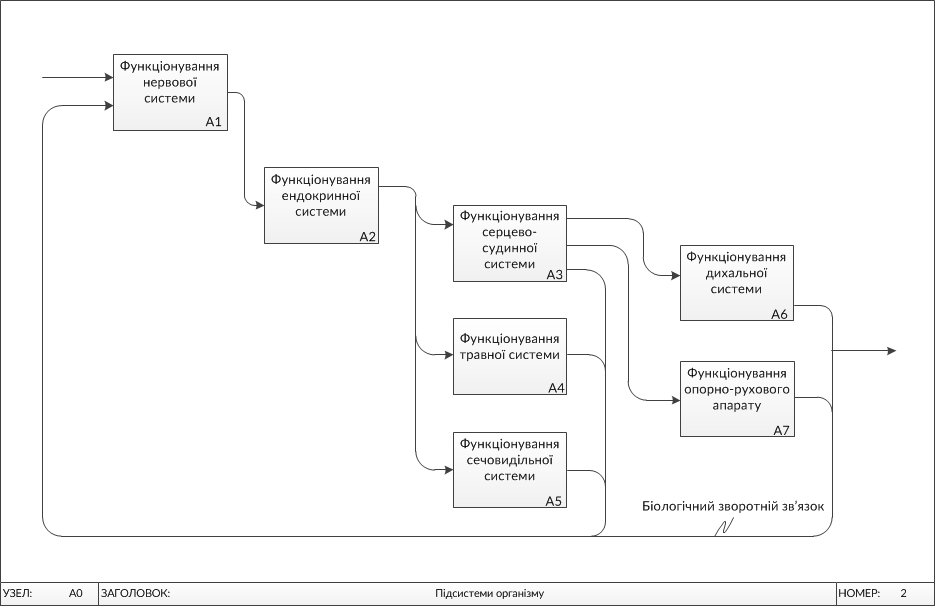 Функціонування
нервової
системи
A1
Функціонування
ендокринної
системи
A2
Функціонування
серцево-
судинної
системи
A3
Функціонування
дихальної
системи
A6
Функціонування
травної системи
A4
Функціонування
опорно-рухового
апарату
A7
Функціонування
сечовидільної
системи
A5
Біологічний зворотній зв'язок
УЗЕЛ: A0 ЗАГОЛОВОК: Підсистеми організму НОМЕР: 2